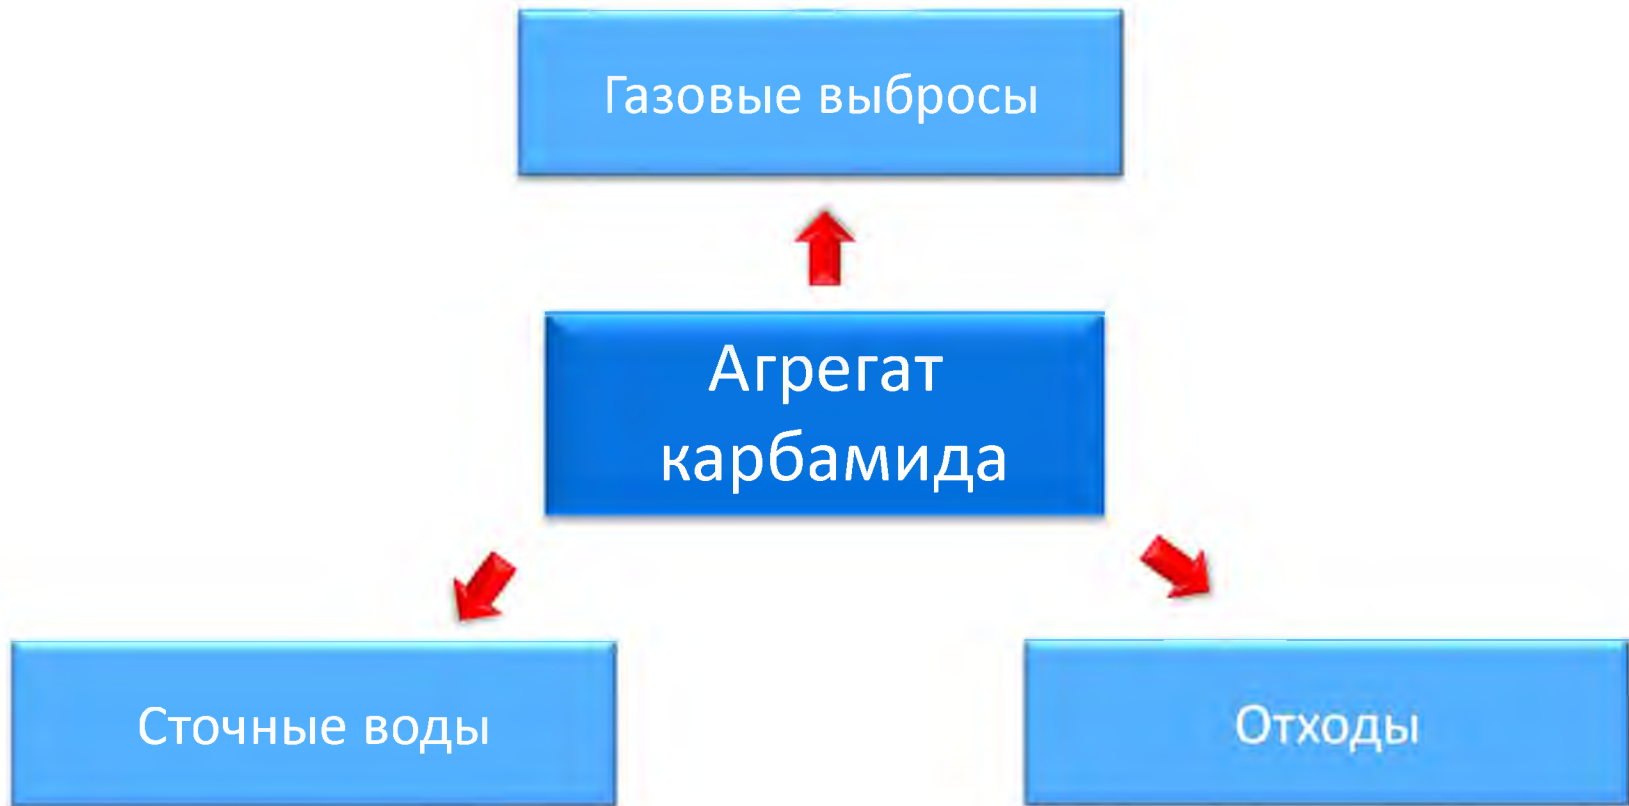 Газовые выбросы
Агрегат
карбамида
Сточные воды
Отходы